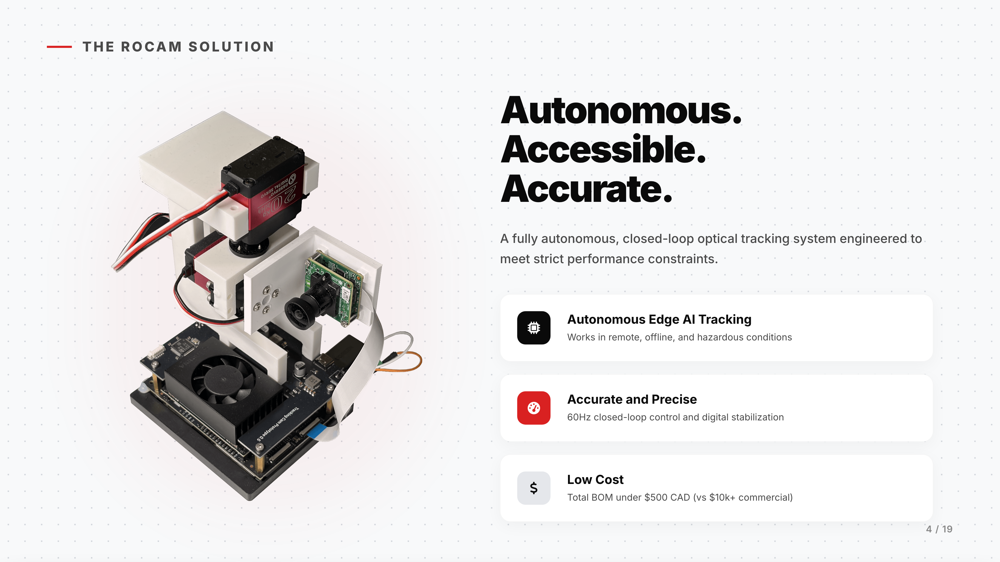 THE ROCAM SOLUTION
Autonomous.
Accessible.
Accurate.
A fully autonomous, closed-loop optical tracking system engineered to
meet strict performance constraints.
Autonomous Edge AI Tracking
Works in remote, offline, and hazardous conditions
Accurate and Precise
60Hz closed-loop control and digital stabilization
Low Cost
Total BOM under $500 CAD (vs $10k+ commercial)
4 / 19
DSSERVO
DIGITAL SERVO
20
Kg
150
Tracking Cam Prototype 0.5